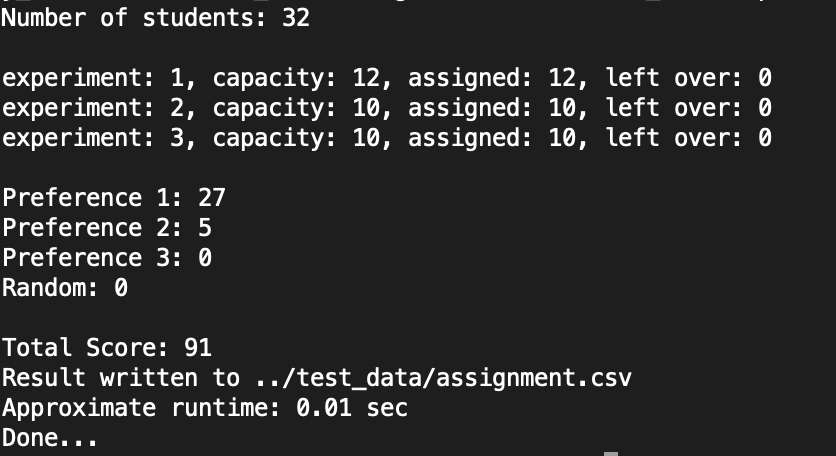 Number of students: 32
experiment: 1, capacity: 12, assigned: 12, left over: 0
experiment: 2, capacity: 10, assigned: 10, left over: 0
experiment: 3, capacity: 10, assigned: 10, left over: 0
Preference 1: 27
Preference 2: 5
Preference 3: 0
Random: 0
Total Score: 91
Result written to ../test_data/assignment.csv
Approximate runtime: 0.01 sec
Done...